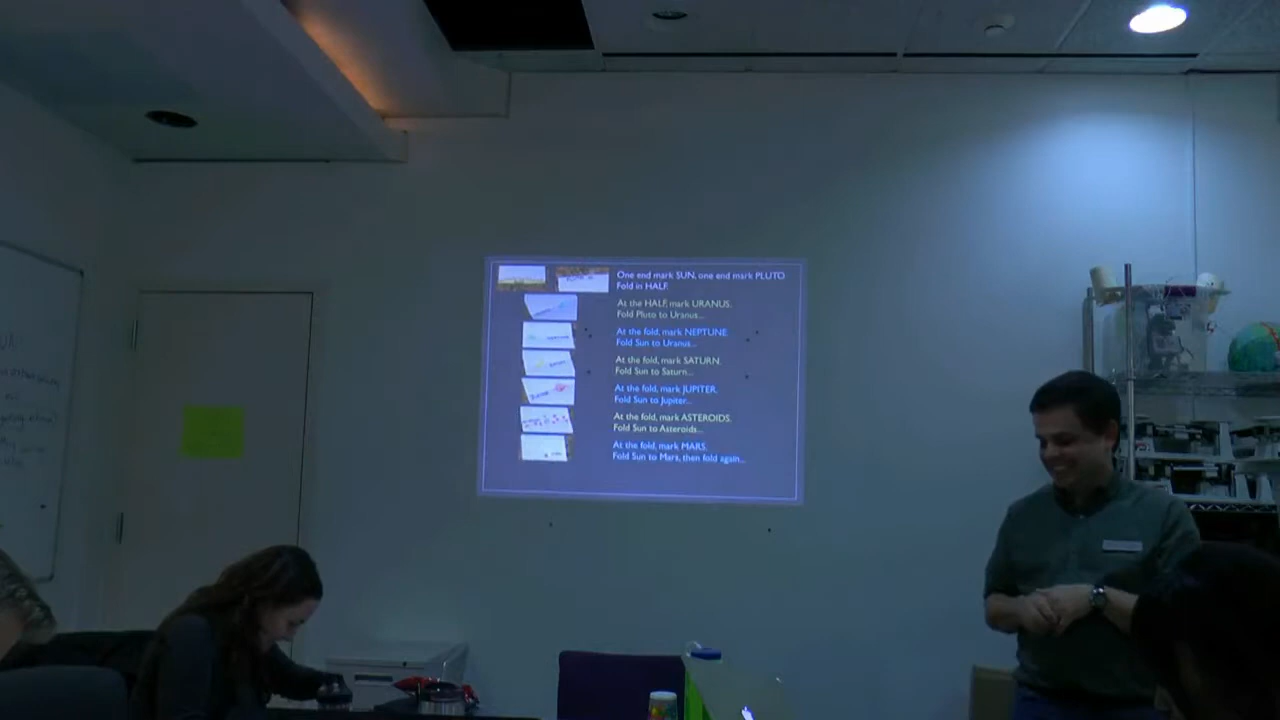 One end mark SUN, one end mark PLUTO
Fold in HALF.
At the HALF, mark URANUS.
Fold Pluto to Uranus...
At the fold, mark NEPTUNE
Fold Sun to Uranus...
At the fold, mark SATURN.
Fold Sun to Saturn...
At the fold, mark JUPITER.
Fold Sun to Jupiter...
At the fold, mark ASTEROIDS.
Fold Sun to Asteroids...
At the fold, mark MARS.
Fold Sun to Mars, then fold again...